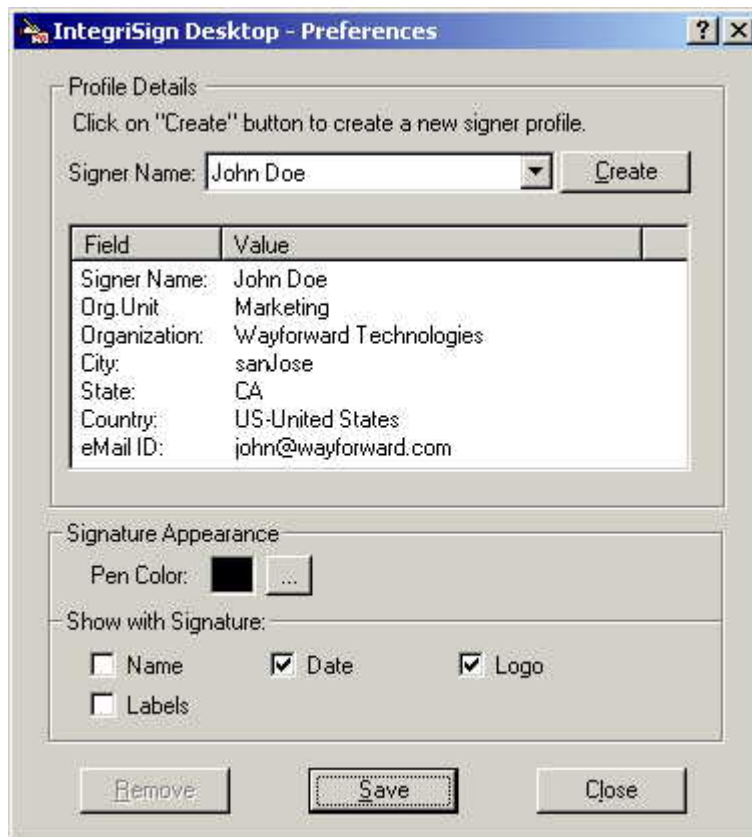 IntegriSign Desktop - Preferences
Profile Details
Click on "Create" button to create a new signer profile.
Signer Name: John Doe Create
Field Value
Signer Name: John Doe
Org.Unit Marketing
Organization: Wayforward Technologies
City: sanJose
State: CA
Country: US-United States
eMail ID: john@wayforward.com
Signature Appearance
Pen Color: ...
Show with Signature:
Name Date Logo
Labels
Remove Save Close